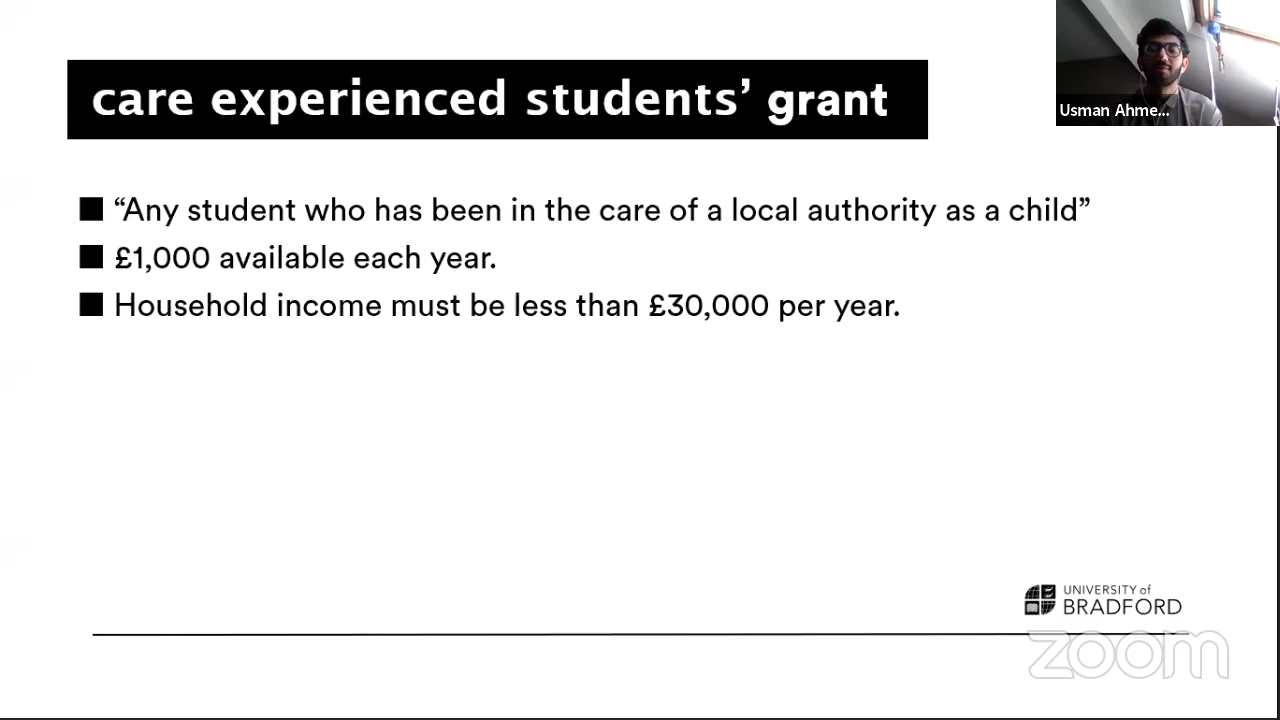 care experienced students’ grant
Usman Ahme...
“Any student who has been in the care of a local authority as a child”
£1,000 available each year.
Household income must be less than £30,000 per year.
UNIVERSITY of
BRADFORD
zoom